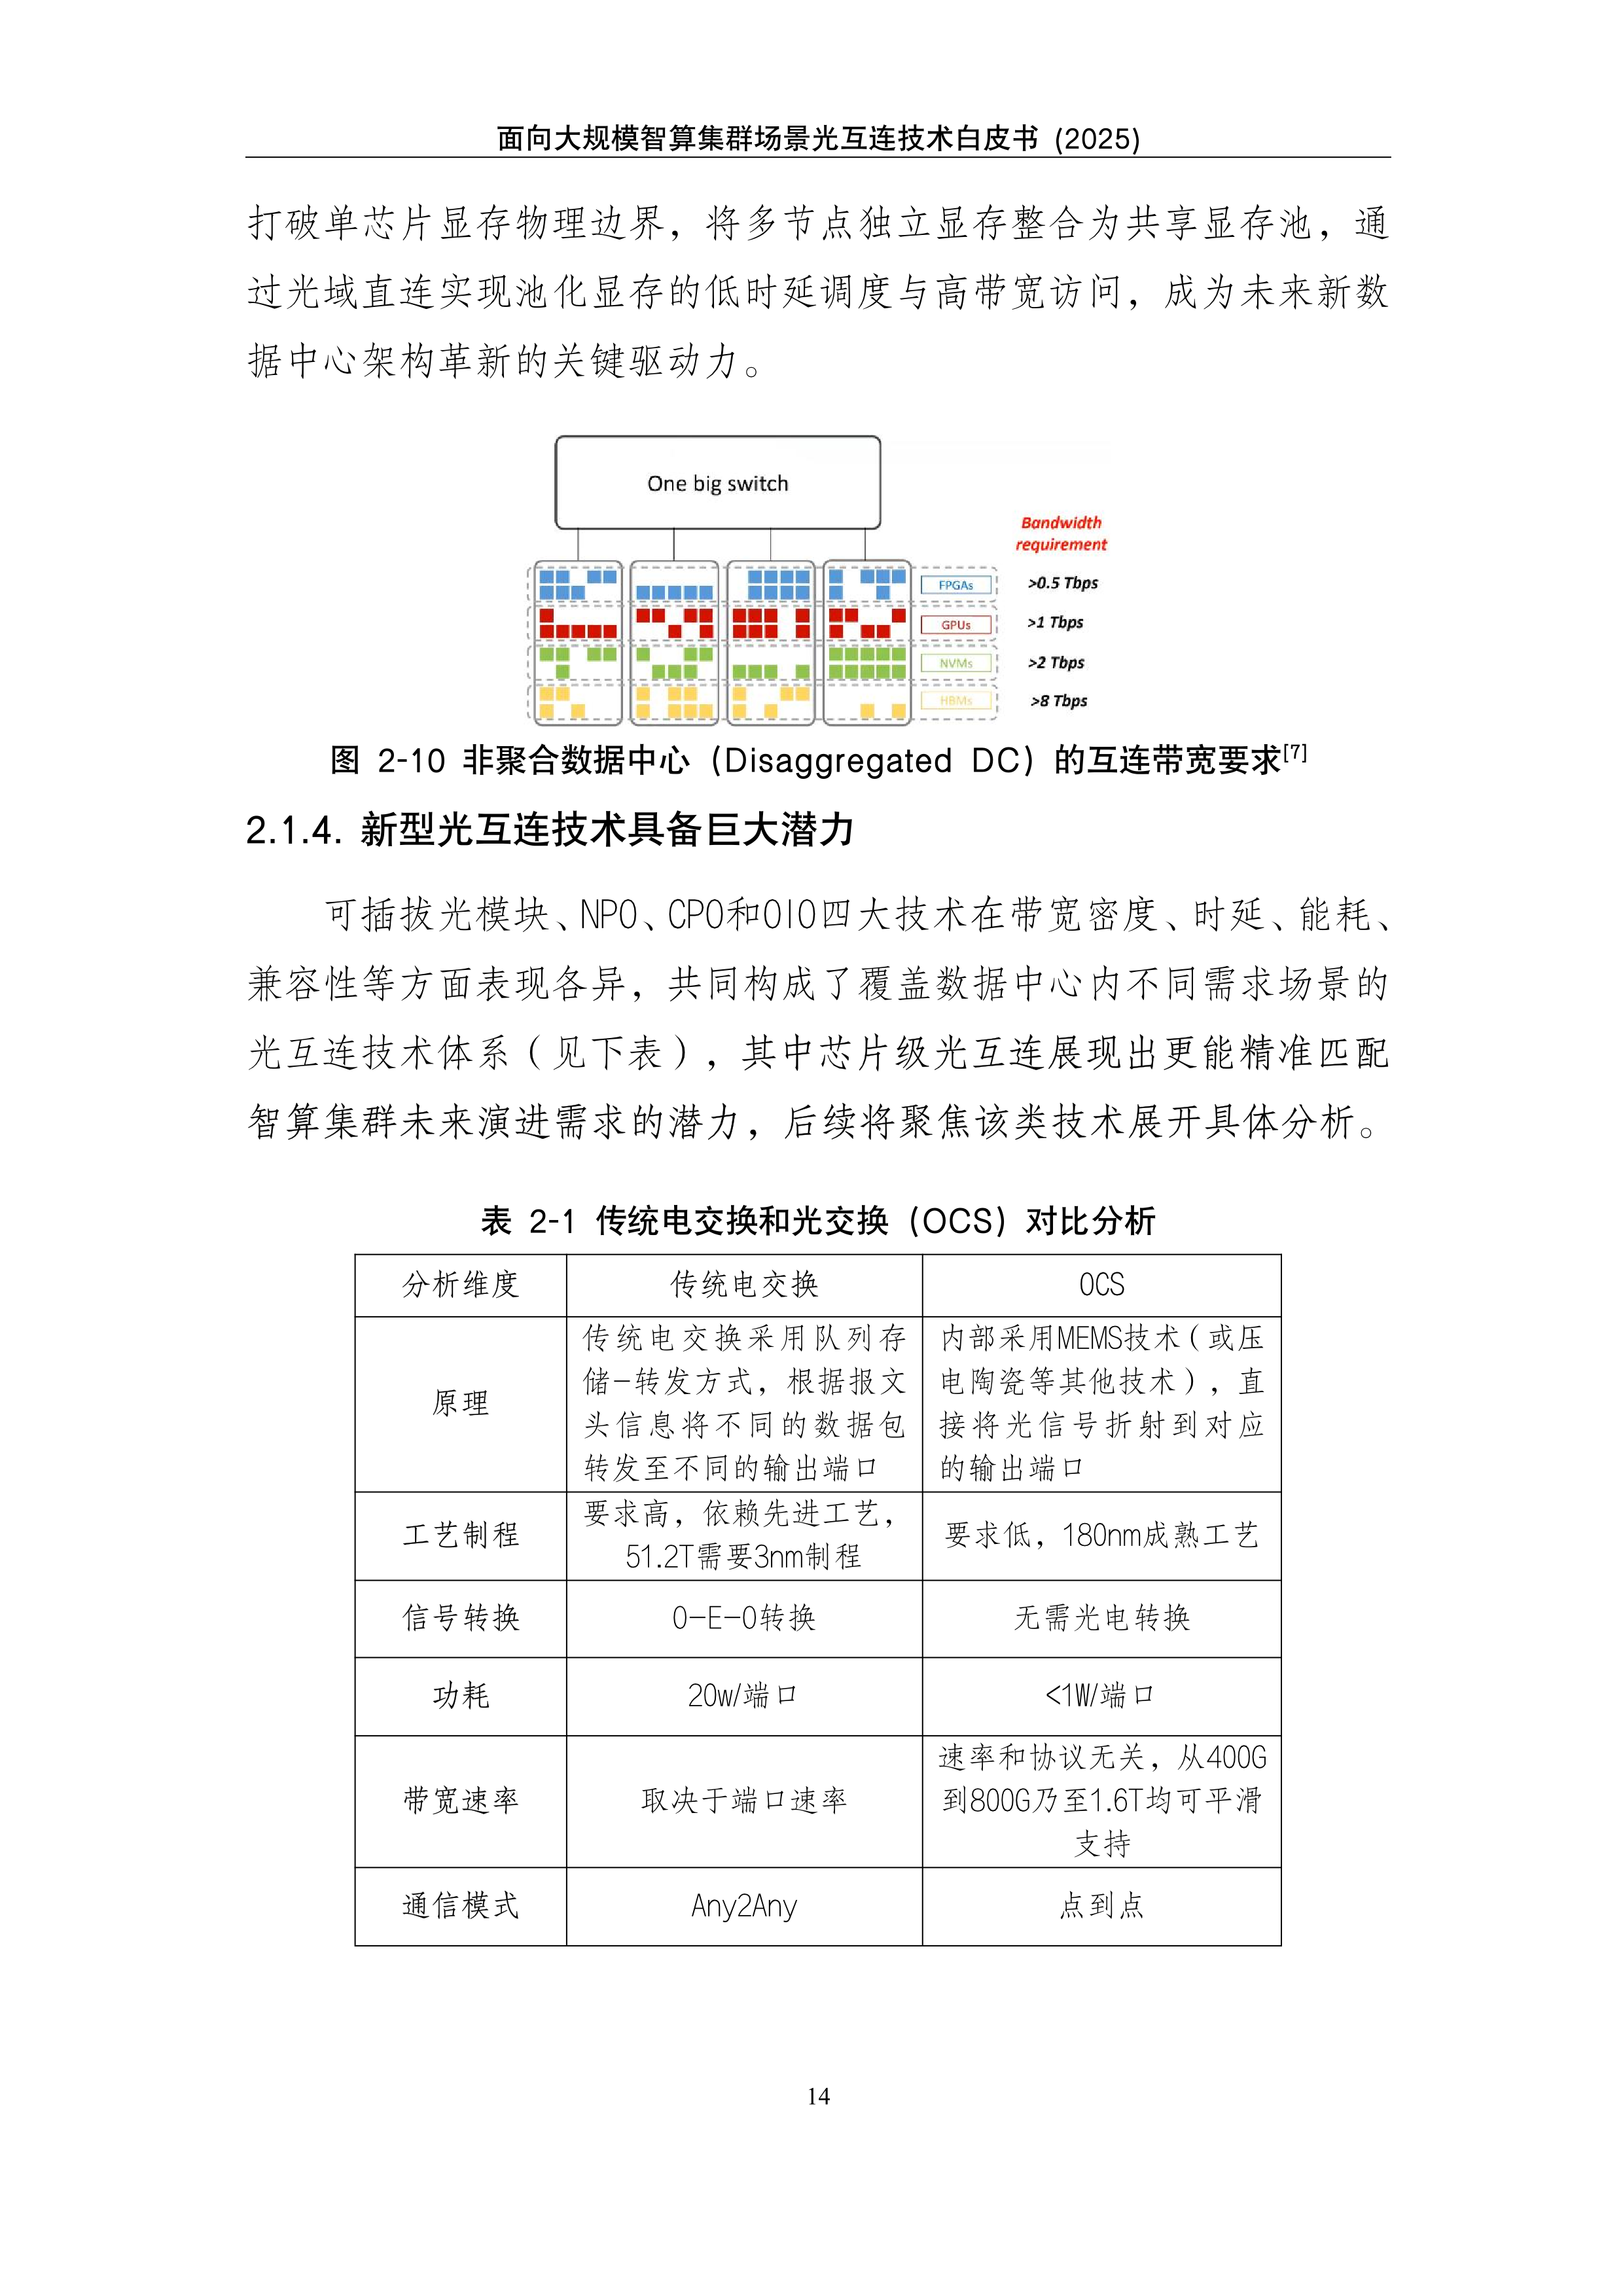 面向大规模智算集群场景光互连技术白皮书 (2025)
打破单芯片显存物理边界，将多节点独立显存整合为共享显存池，通
过光域直连实现池化显存的低时延调度与高带宽访问，成为未来新数
据中心架构革新的关键驱动力。
One big switch
Bandwidth
requirement
FPGAs >0.5 Tbps
GPUs >1 Tbps
NVMs >2 Tbps
HBMs >8 Tbps
图 2-10 非聚合数据中心（Disaggregated DC）的互连带宽要求[7]
2.1.4. 新型光互连技术具备巨大潜力
可插拔光模块、NPO、CPO和OIO四大技术在带宽密度、时延、能耗、
兼容性等方面表现各异，共同构成了覆盖数据中心内不同需求场景的
光互连技术体系（见下表），其中芯片级光互连展现出更能精准匹配
智算集群未来演进需求的潜力，后续将聚焦该类技术展开具体分析。
表 2-1 传统电交换和光交换（OCS）对比分析
分析维度 传统电交换 OCS
原理
传统电交换采用队列存
储-转发方式，根据报文
头信息将不同的数据包
转发至不同的输出端口
内部采用MEMS技术（或压
电陶瓷等其他技术），直
接将光信号折射到对应
的输出端口
工艺制程
要求高，依赖先进工艺，
51.2T需要3nm制程
要求低，180nm成熟工艺
信号转换 O-E-O转换 无需光电转换
功耗 20w/端口 <1W/端口
带宽速率 取决于端口速率
速率和协议无关，从400G
到800G乃至1.6T均可平滑
支持
通信模式 Any2Any 点到点
14